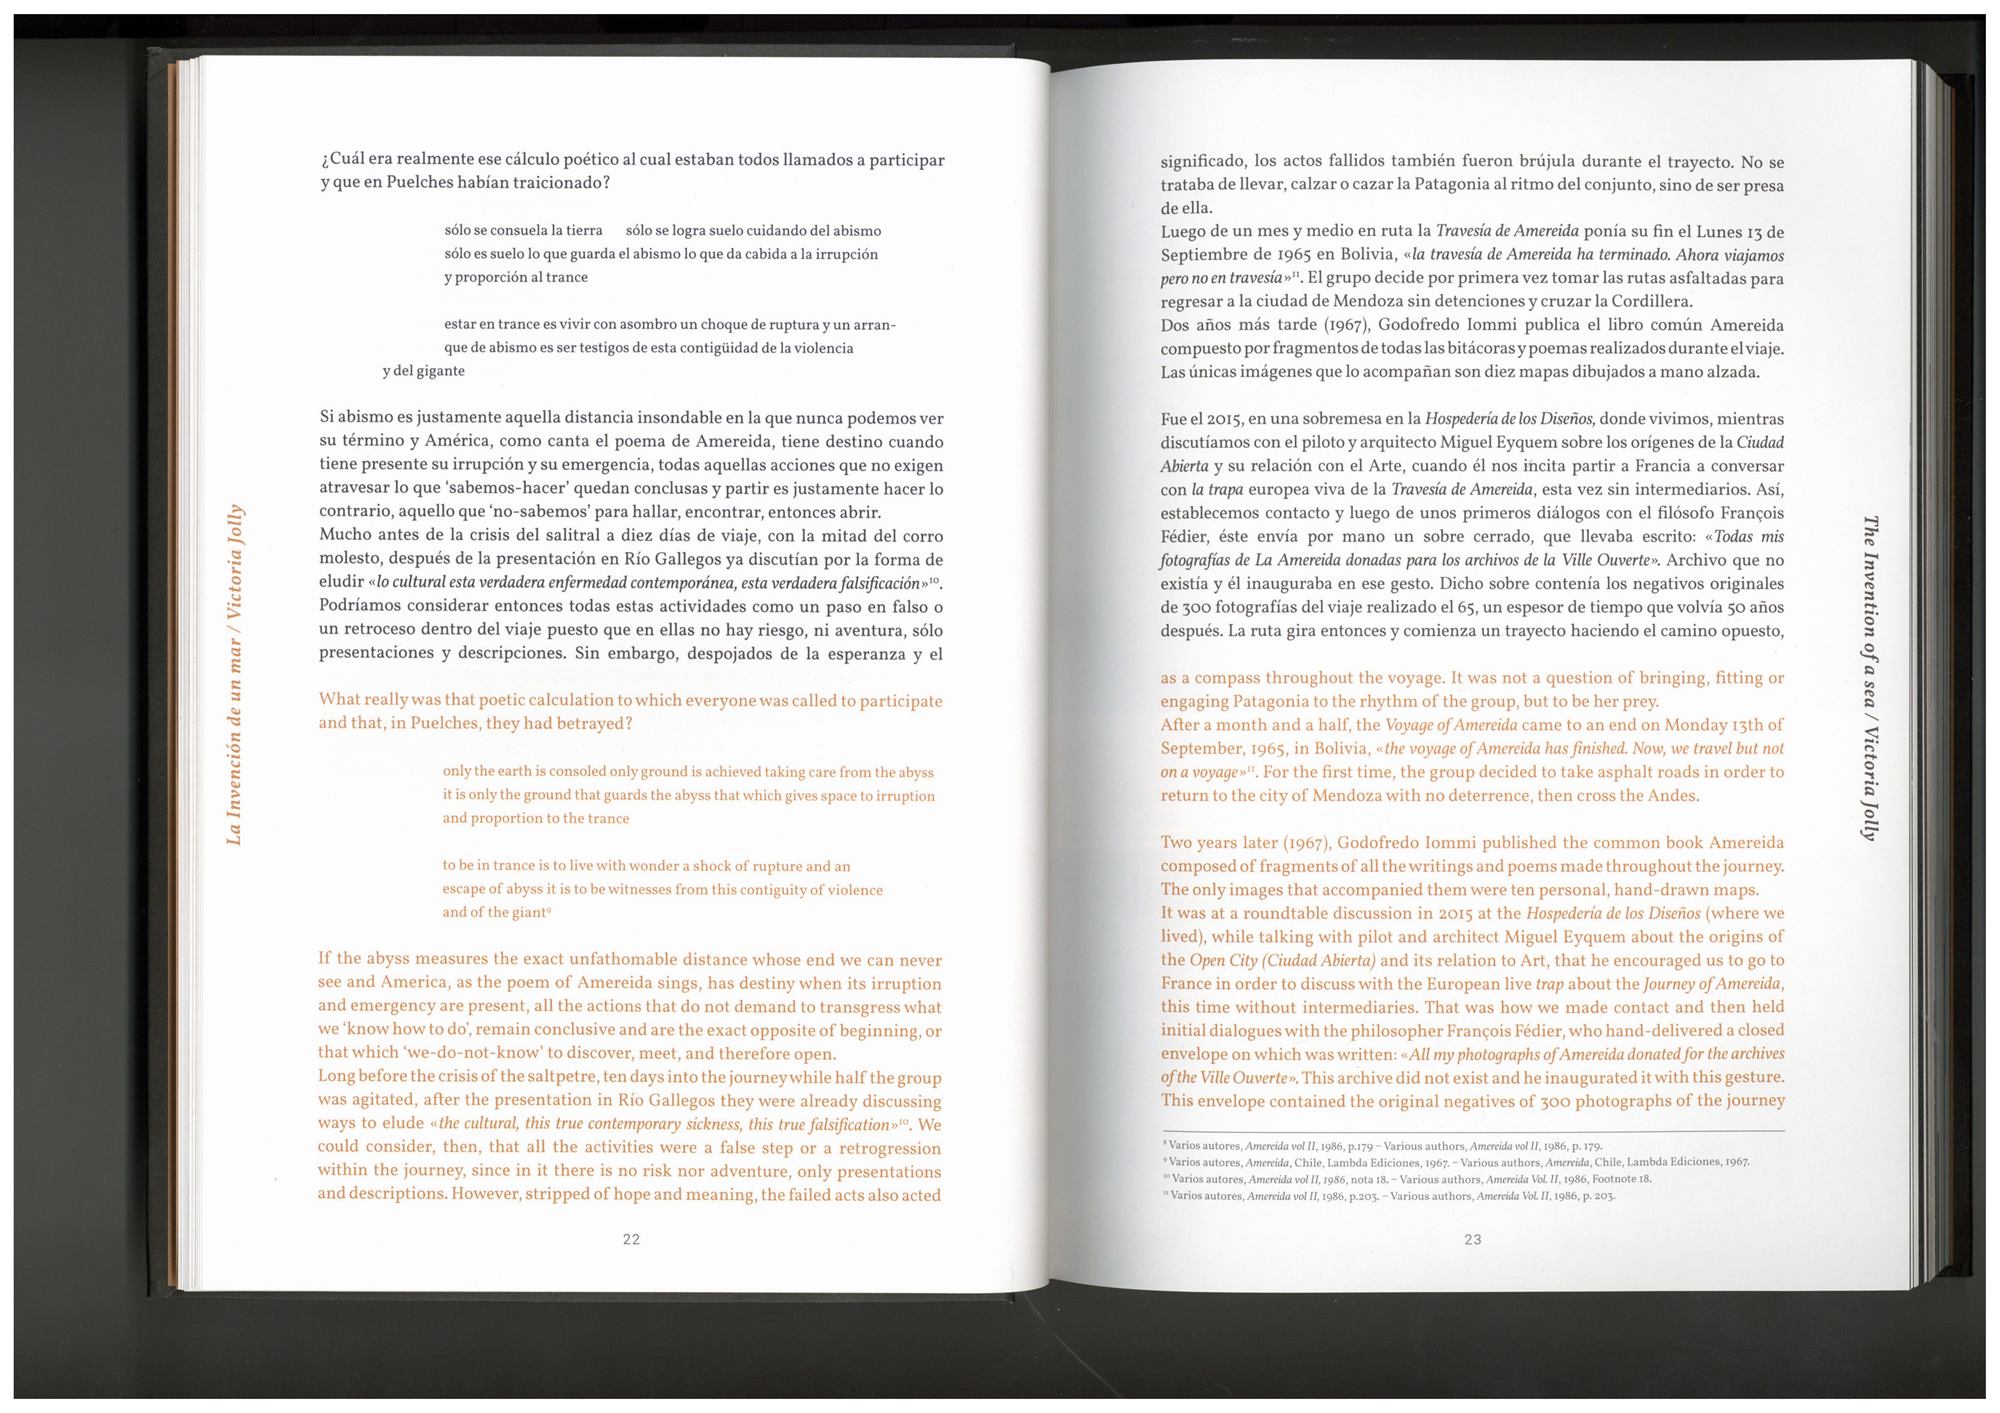 La Invención de un mar / Victoria Jolly
¿Cuál era realmente ese cálculo poético al cual estaban todos llamados a participar
y que en Puelches habían traicionado?
sólo se consuela la tierra      sólo se logra suelo cuidando del abismo
sólo es suelo lo que guarda el abismo lo que da cabida a la irrupción
y proporción al trance
estar en trance es vivir con asombro un choque de ruptura y un arran-
que de abismo es ser testigos de esta contigüidad de la violencia
y del gigante
Si abismo es justamente aquella distancia insondable en la que nunca podemos ver
su término y América, como canta el poema de Amereida, tiene destino cuando
tiene presente su irrupción y su emergencia, todas aquellas acciones que no exigen
atravesar lo que ‘sabemos-hacer’ quedan conclusas y partir es justamente hacer lo
contrario, aquello que ‘no-sabemos’ para hallar, encontrar, entonces abrir.
Mucho antes de la crisis del salitral a diez días de viaje, con la mitad del corro
molesto, después de la presentación en Río Gallegos ya discutían por la forma de
eludir «lo cultural esta verdadera enfermedad contemporánea, esta verdadera falsificación»¹⁰.
Podríamos considerar entonces todas estas actividades como un paso en falso o
un retroceso dentro del viaje puesto que en ellas no hay riesgo, ni aventura, sólo
presentaciones y descripciones. Sin embargo, despojados de la esperanza y el
What really was that poetic calculation to which everyone was called to participate
and that, in Puelches, they had betrayed?
only the earth is consoled only ground is achieved taking care from the abyss
it is only the ground that guards the abyss that which gives space to irruption
and proportion to the trance
to be in trance is to live with wonder a shock of rupture and an
escape of abyss it is to be witnesses from this contiguity of violence
and of the giant⁹
If the abyss measures the exact unfathomable distance whose end we can never
see and America, as the poem of Amereida sings, has destiny when its irruption
and emergency are present, all the actions that do not demand to transgress what
we ‘know how to do’, remain conclusive and are the exact opposite of beginning, or
that which ‘we-do-not-know’ to discover, meet, and therefore open.
Long before the crisis of the saltpetre, ten days into the journey while half the group
was agitated, after the presentation in Río Gallegos they were already discussing
ways to elude «the cultural, this true contemporary sickness, this true falsification»¹⁰. We
could consider, then, that all the activities were a false step or a retrogression
within the journey, since in it there is no risk nor adventure, only presentations
and descriptions. However, stripped of hope and meaning, the failed acts also acted
22
significado, los actos fallidos también fueron brújula durante el trayecto. No se
trataba de llevar, calzar o cazar la Patagonia al ritmo del conjunto, sino de ser presa
de ella.
Luego de un mes y medio en ruta la Travesía de Amereida ponía su fin el Lunes 13 de
Septiembre de 1965 en Bolivia, «la travesía de Amereida ha terminado. Ahora viajamos
pero no en travesía»¹¹. El grupo decide por primera vez tomar las rutas asfaltadas para
regresar a la ciudad de Mendoza sin detenciones y cruzar la Cordillera.
Dos años más tarde (1967), Godofredo Iommi publica el libro común Amereida
compuesto por fragmentos de todas las bitácoras y poemas realizados durante el viaje.
Las únicas imágenes que lo acompañan son diez mapas dibujados a mano alzada.
Fue el 2015, en una sobremesa en la Hospedería de los Diseños, donde vivimos, mientras
discutíamos con el piloto y arquitecto Miguel Eyquem sobre los orígenes de la Ciudad
Abierta y su relación con el Arte, cuando él nos incita partir a Francia a conversar
con la trapa europea viva de la Travesía de Amereida, esta vez sin intermediarios. Así,
establecemos contacto y luego de unos primeros diálogos con el filósofo François
Fédier, éste envía por mano un sobre cerrado, que llevaba escrito: «Todas mis
fotografías de La Amereida donadas para los archivos de la Ville Ouverte». Archivo que no
existía y él inauguraba en ese gesto. Dicho sobre contenía los negativos originales
de 300 fotografías del viaje realizado el 65, un espesor de tiempo que volvía 50 años
después. La ruta gira entonces y comienza un trayecto haciendo el camino opuesto,
as a compass throughout the voyage. It was not a question of bringing, fitting or
engaging Patagonia to the rhythm of the group, but to be her prey.
After a month and a half, the Voyage of Amereida came to an end on Monday 13th of
September, 1965, in Bolivia, «the voyage of Amereida has finished. Now, we travel but not
on a voyage»¹¹. For the first time, the group decided to take asphalt roads in order to
return to the city of Mendoza with no deterrence, then cross the Andes.
Two years later (1967), Godofredo Iommi published the common book Amereida
composed of fragments of all the writings and poems made throughout the journey.
The only images that accompanied them were ten personal, hand-drawn maps.
It was at a roundtable discussion in 2015 at the Hospedería de los Diseños (where we
lived), while talking with pilot and architect Miguel Eyquem about the origins of
the Open City (Ciudad Abierta) and its relation to Art, that he encouraged us to go to
France in order to discuss with the European live trap about the Journey of Amereida,
this time without intermediaries. That was how we made contact and then held
initial dialogues with the philosopher François Fédier, who hand-delivered a closed
envelope on which was written: «All my photographs of Amereida donated for the archives
of the Ville Ouverte». This archive did not exist and he inaugurated it with this gesture.
This envelope contained the original negatives of 300 photographs of the journey
⁸ Varios autores, Amereida vol II, 1986, p.179 – Various authors, Amereida vol II, 1986, p. 179.
⁹ Varios autores, Amereida, Chile, Lambda Ediciones, 1967. – Various authors, Amereida, Chile, Lambda Ediciones, 1967.
¹⁰ Varios autores, Amereida vol II, 1986, nota 18. – Various authors, Amereida Vol. II, 1986, Footnote 18.
¹¹ Varios autores, Amereida vol II, 1986, p.203. – Various authors, Amereida Vol. II, 1986, p. 203.
23
The Invention of a sea / Victoria Jolly